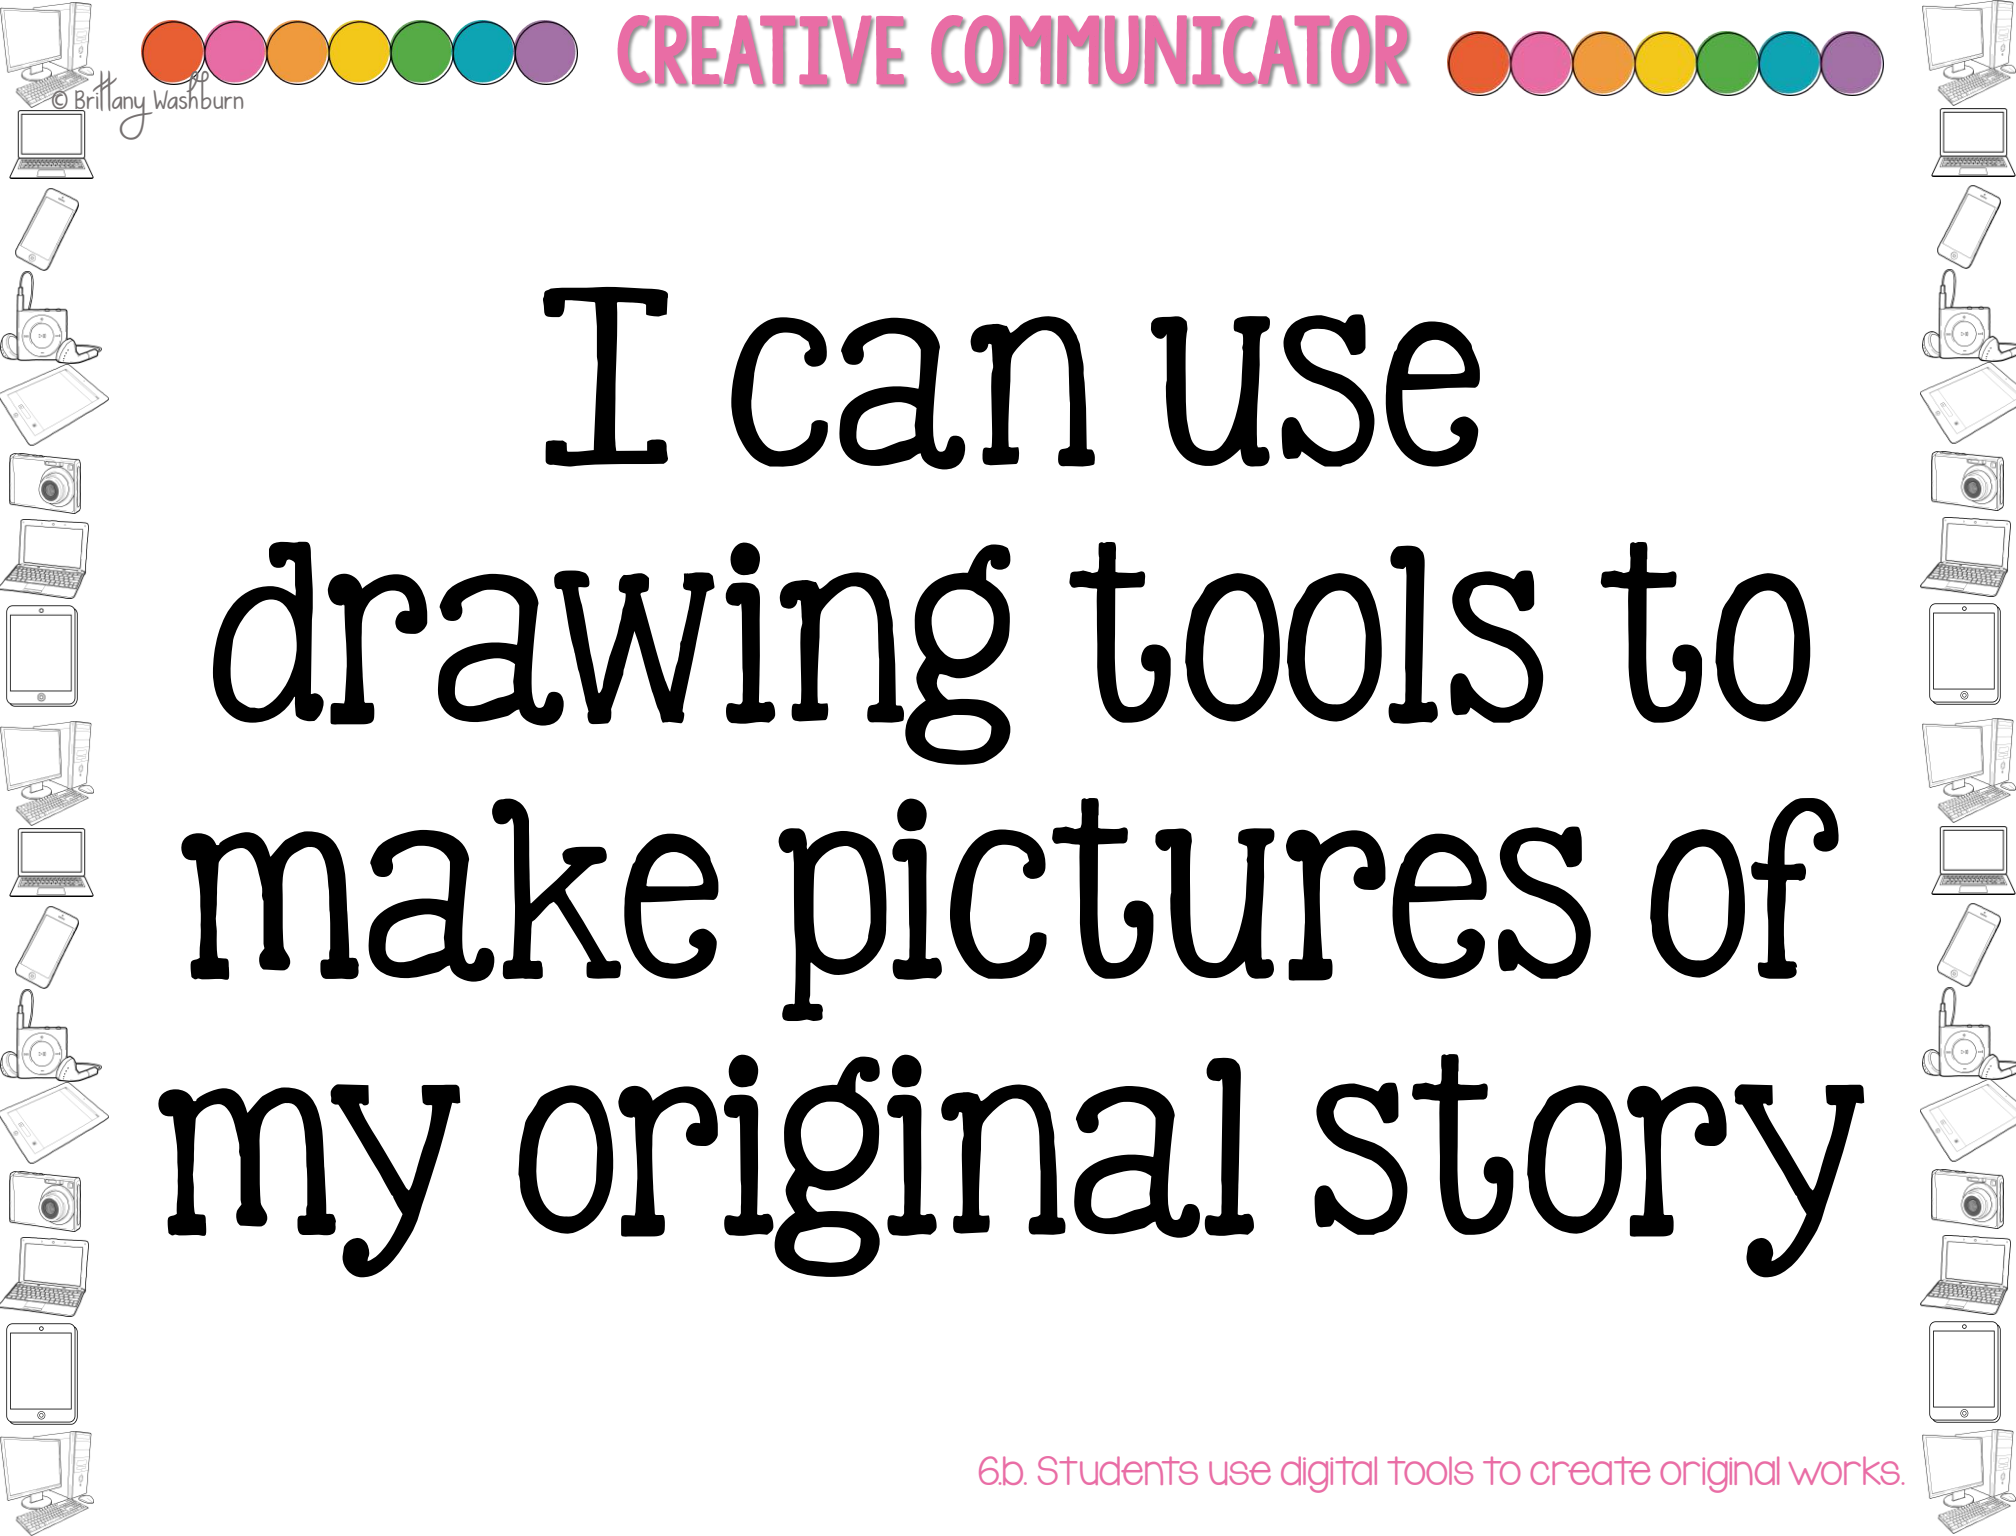 CREATIVE COMMUNICATOR
© Brittany Washburn
I can use
drawing tools to
make pictures of
my original story
6.b. Students use digital tools to create original works.